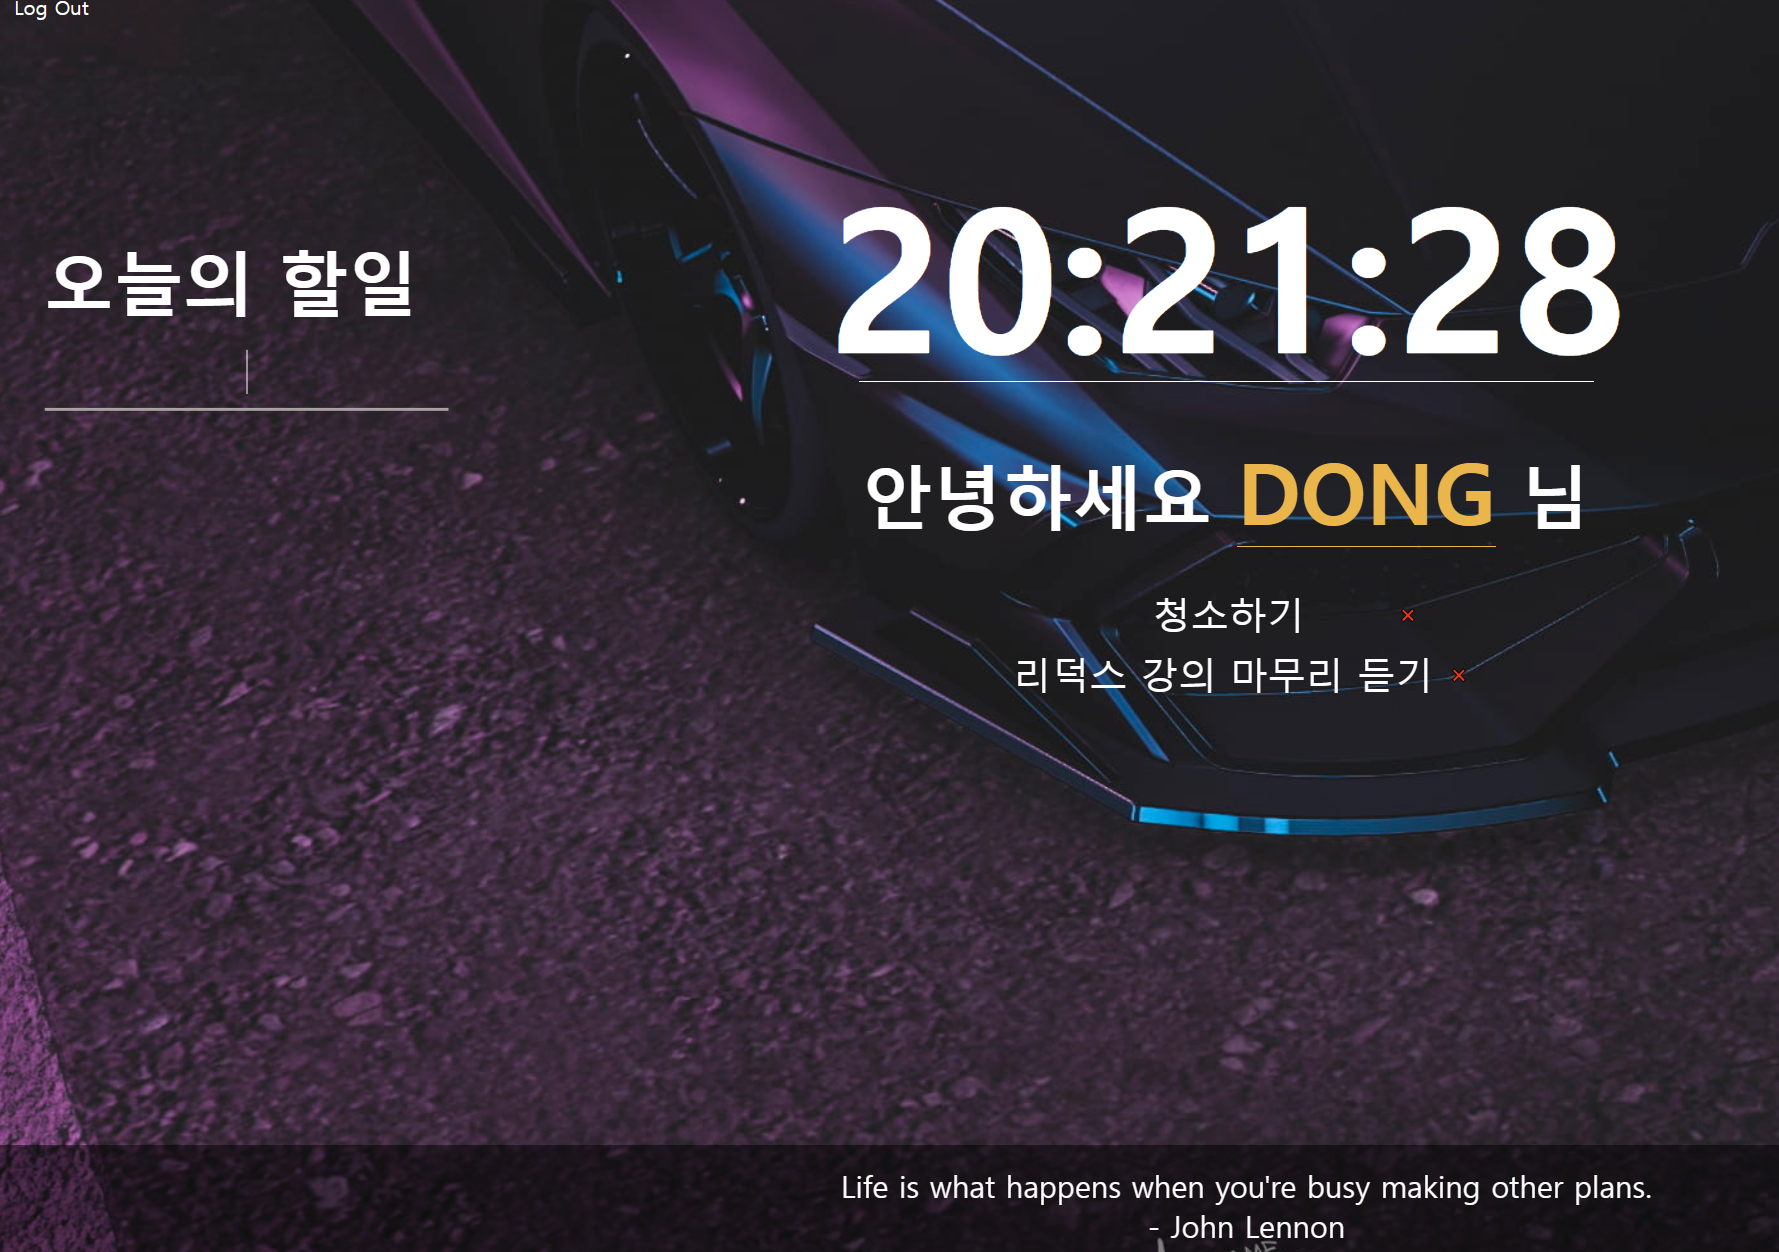 Log Out
오늘의 할일
20:21:28
안녕하세요 DONG 님
청소하기
리덕스 강의 마무리 듣기
Life is what happens when you're busy making other plans.
- John Lennon